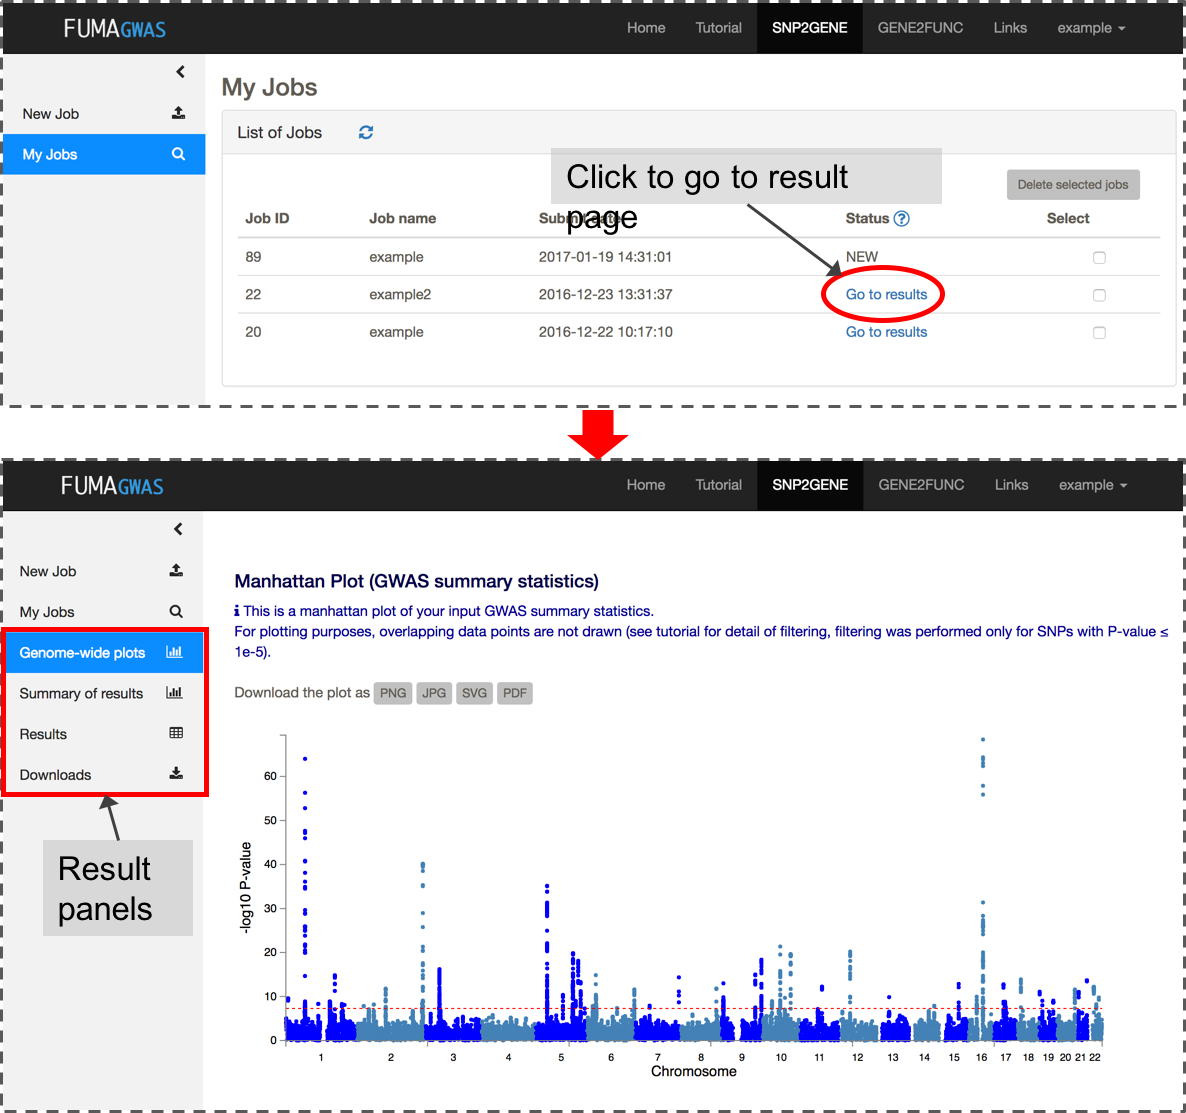 FUMAGWAS
Home Tutorial SNP2GENE GENE2FUNC Links example
New Job
My Jobs
My Jobs
List of Jobs
Click to go to result
page
Delete selected jobs
Job ID Job name Submit date Status ? Select
89 example 2017-01-19 14:31:01 NEW
22 example2 2016-12-23 13:31:37 Go to results
20 example 2016-12-22 10:17:10 Go to results
FUMAGWAS
Home Tutorial SNP2GENE GENE2FUNC Links example
New Job
My Jobs
Genome-wide plots
Summary of results
Results
Downloads
Result
panels
Manhattan Plot (GWAS summary statistics)
i This is a manhattan plot of your input GWAS summary statistics.
For plotting purposes, overlapping data points are not drawn (see tutorial for detail of filtering, filtering was performed only for SNPs with P-value ≤
1e-5).
Download the plot as PNG JPG SVG PDF
-log10 P-value
60
50
40
30
20
10
0
1 2 3 4 5 6 7 8 9 10 11 12 13 14 15 16 17 18 19 20 21 22
Chromosome